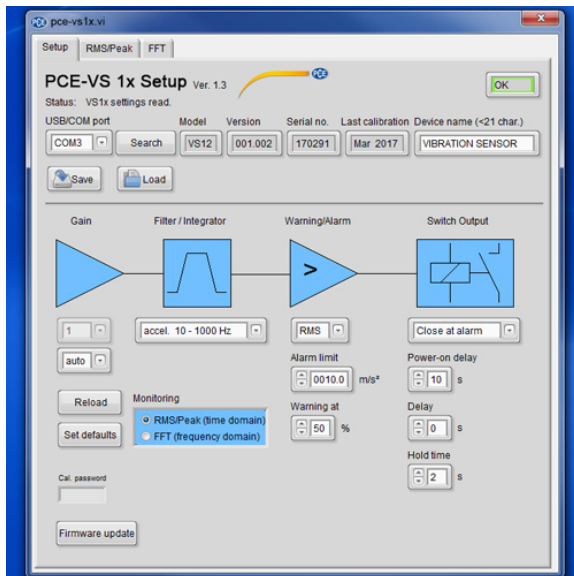 pce-vs1x.vi
Setup RMS/Peak FFT
PCE-VS 1x Setup Ver. 1.3
PCE
OK
Status: VS1x settings read.
USB/COM port Model Version Serial no. Last calibration Device name (<21 char.)
COM3 Search VS12 001.002 170291 Mar 2017 VIBRATION SENSOR
Save Load
Gain Filter / Integrator Warning/Alarm Switch Output
>
1 accel. 10 - 1000 Hz RMS Close at alarm
auto Alarm limit Power-on delay
0010.0 m/s² 10 s
Reload Monitoring Warning at Delay
RMS/Peak (time domain)
Set defaults FFT (frequency domain) 50 % 0 s
Hold time
Cal. password 2 s
Firmware update